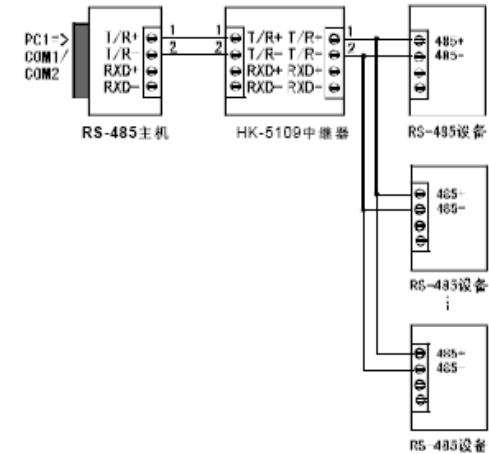 PC1=>
COM1/
COM2
T/R+
T/R-
RXD+
RXD-
1
2
1
2
T/R+ T/R-
T/R- T/R-
RXD+ RXD+
RXD- RXD-
1
2
485+
485-
RS-485主机
HK-5109中继器
RS-485设备
485+
485-
RS-485设备
485+
485-
RS-485设备